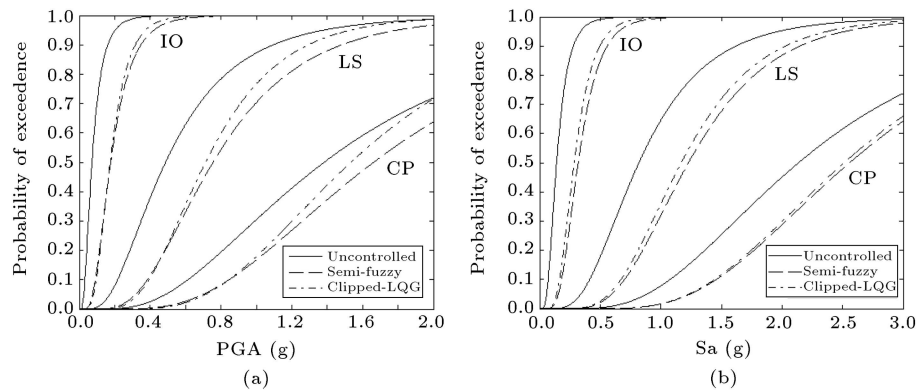 1.0
0.9
0.8
0.7
0.6
0.5
0.4
0.3
0.2
0.1
0.0
Probability of exceedence
IO
LS
CP
Uncontrolled
Semi-fuzzy
Clipped-LQG
0.0 0.4 0.8 1.2 1.6 2.0
PGA (g)
(a)
1.0
0.9
0.8
0.7
0.6
0.5
0.4
0.3
0.2
0.1
0.0
Probability of exceedence
IO
LS
CP
Uncontrolled
Semi-fuzzy
Clipped-LQG
0.0 0.5 1.0 1.5 2.0 2.5 3.0
Sa (g)
(b)